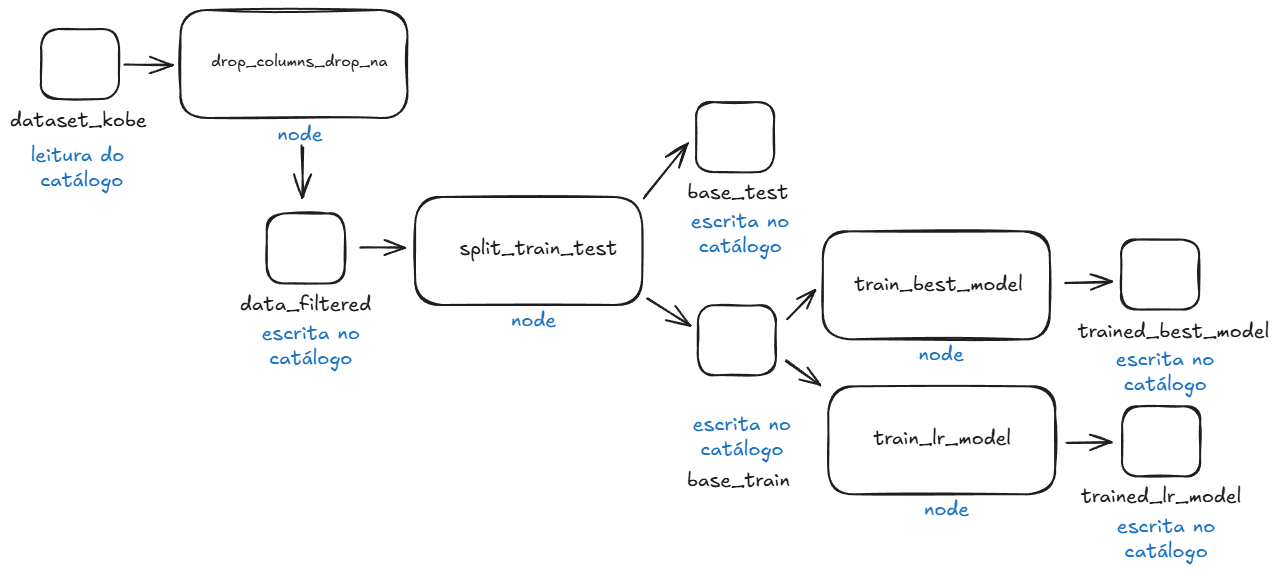 drop_columns_drop_na
node
dataset_kobe
leitura do
catálogo
data_filtered
escrita no
catálogo
split_train_test
node
base_test
escrita no
catálogo
escrita no
catálogo
base_train
train_best_model
node
trained_best_model
escrita no
catálogo
train_lr_model
node
trained_lr_model
escrita no
catálogo